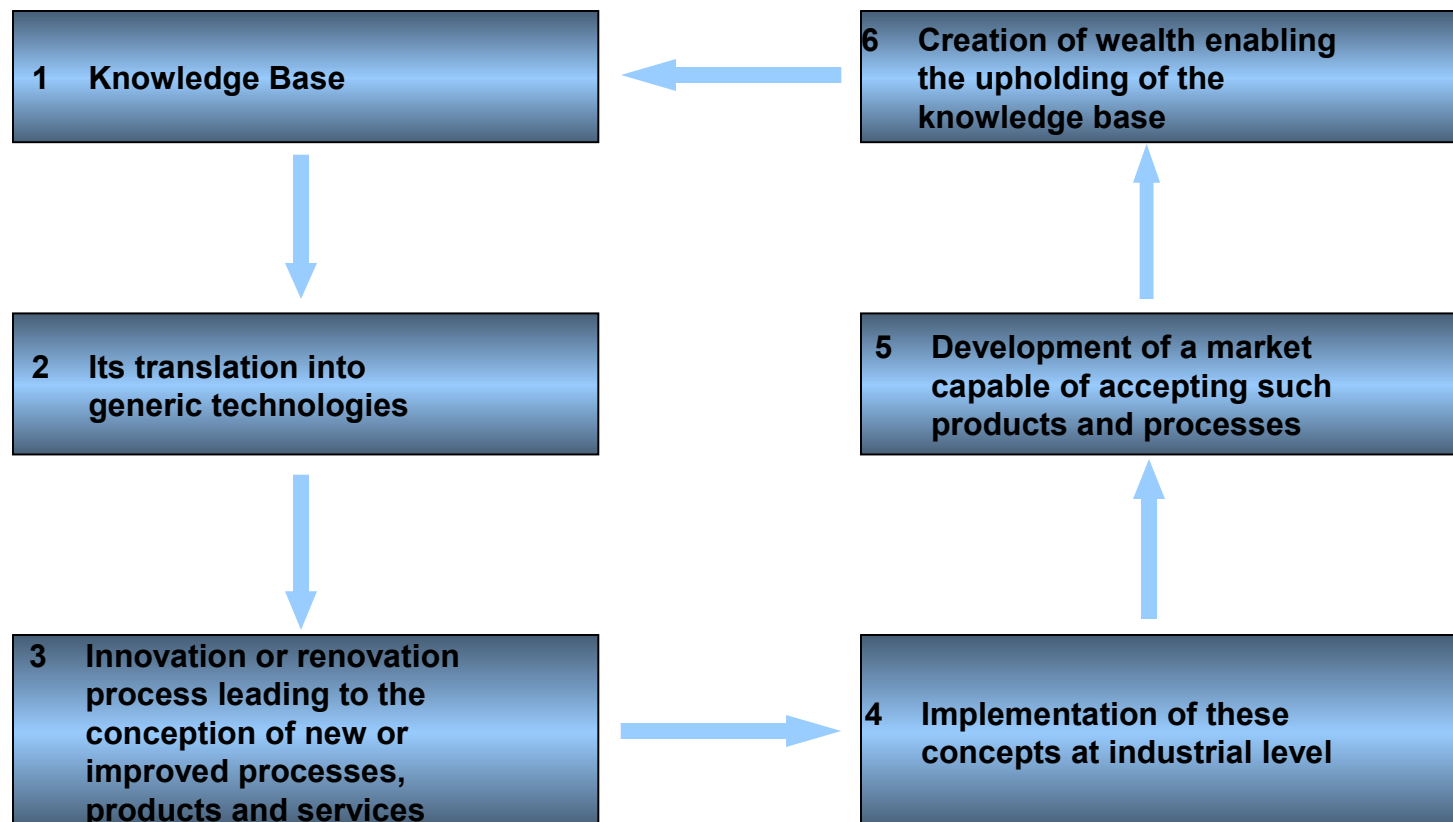 1 Knowledge Base
2 Its translation into
generic technologies
3 Innovation or renovation
process leading to the
conception of new or
improved processes,
products and services
4 Implementation of these
concepts at industrial level
5 Development of a market
capable of accepting such
products and processes
6 Creation of wealth enabling
the upholding of the
knowledge base